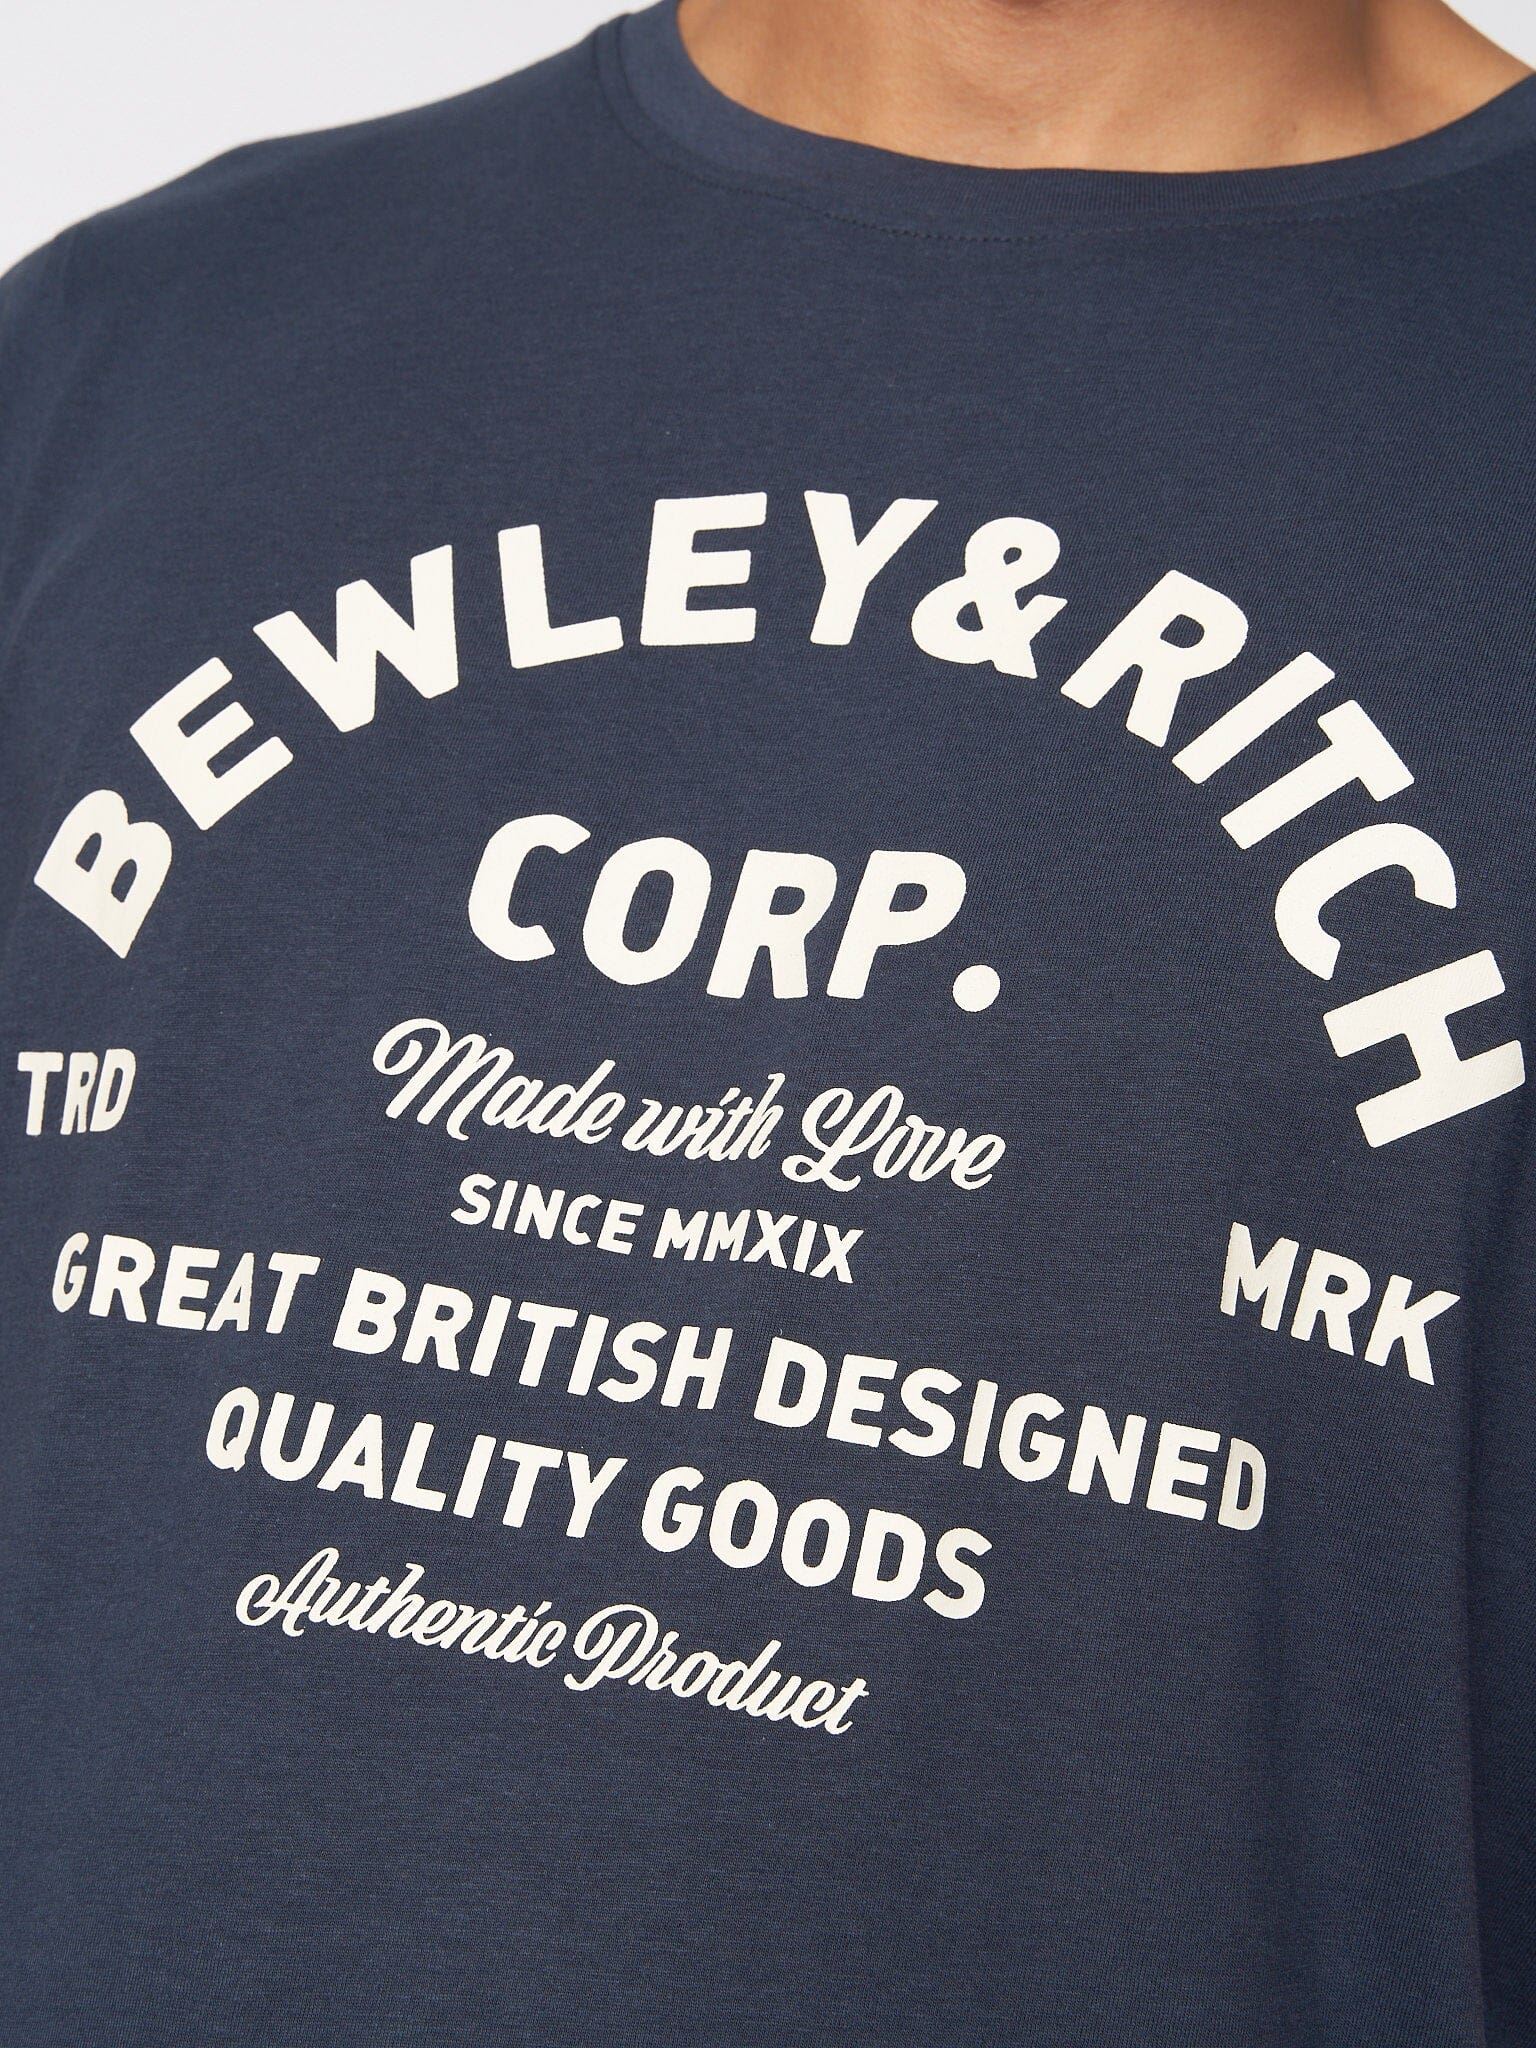 BEWLEY&RITCH
CORP.
Made with Love
TRD
SINCE MMXIX
MRK
GREAT BRITISH DESIGNED
QUALITY GOODS
Authentic Product